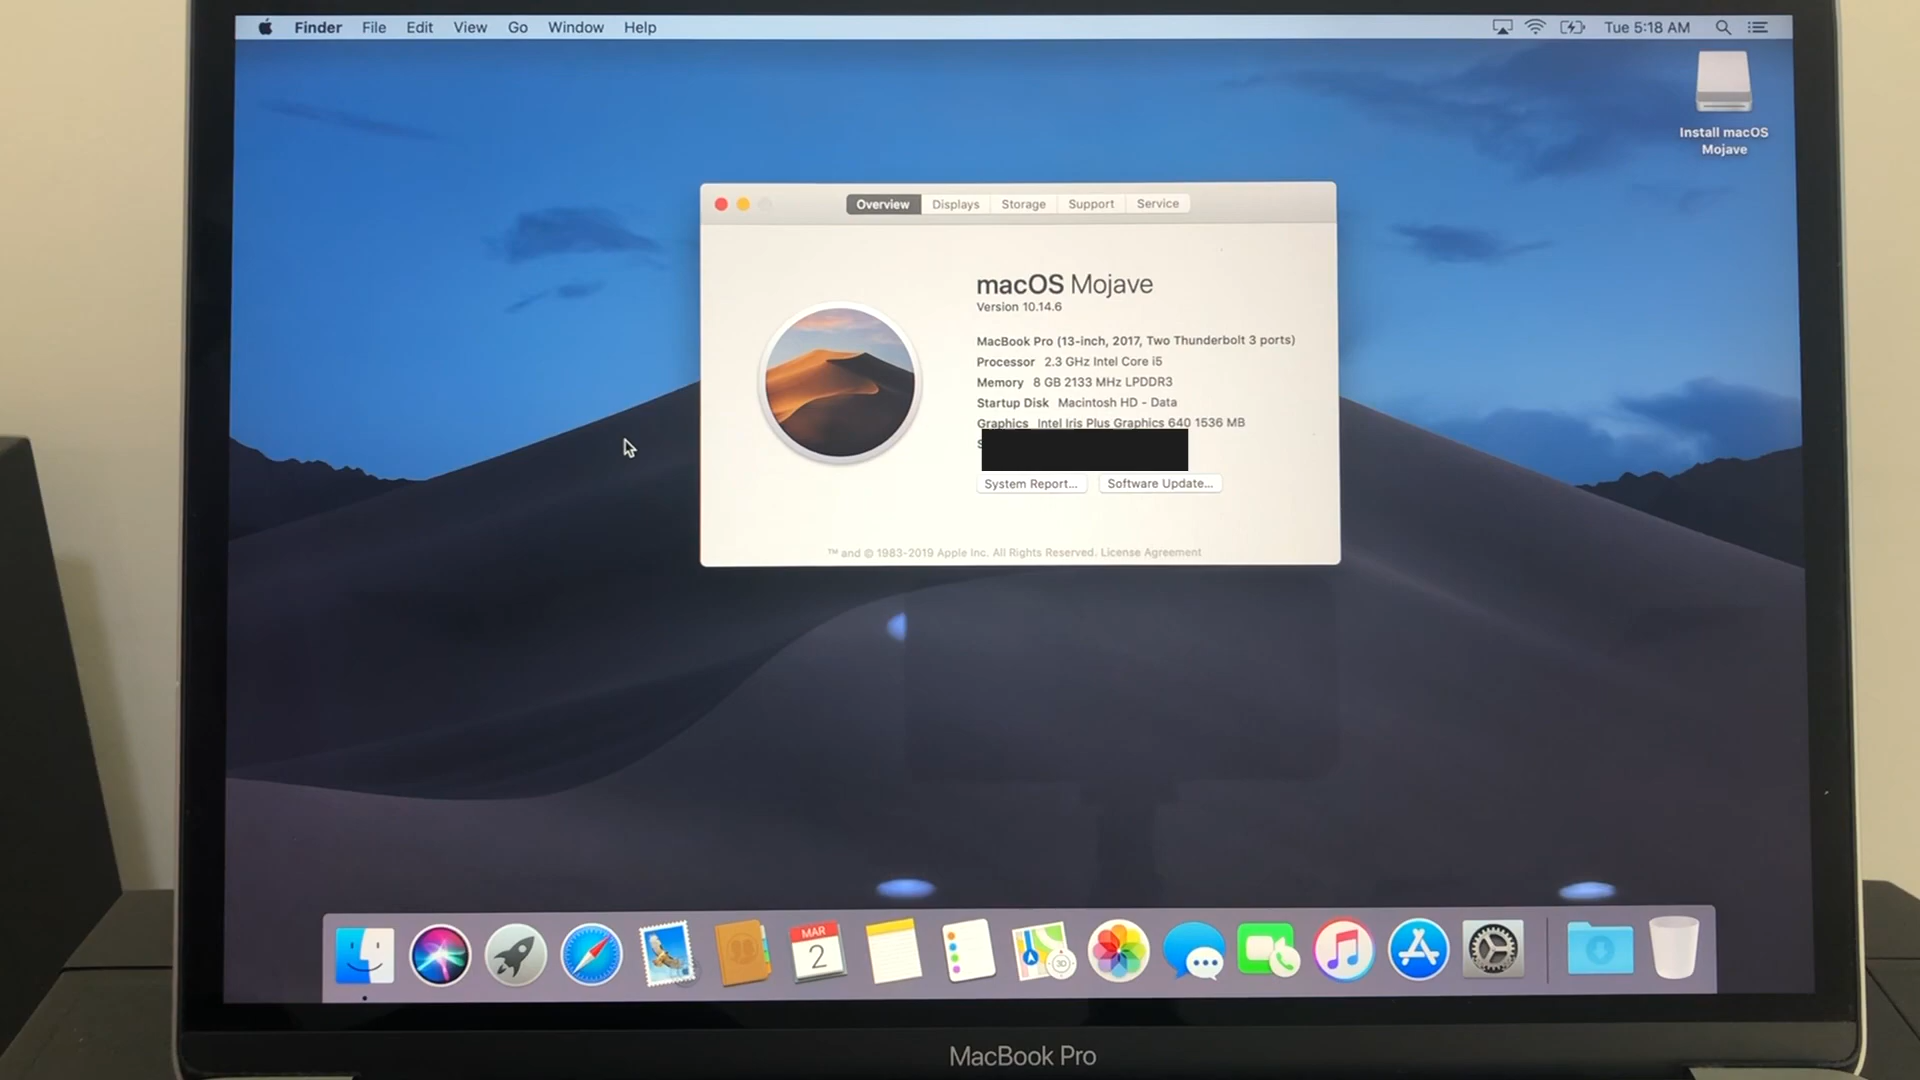 Finder File Edit View Go Window Help
Tue 5:18 AM
Install macOS
Mojave
Overview Displays Storage Support Service
macOS Mojave
Version 10.14.6
MacBook Pro (13-inch, 2017, Two Thunderbolt 3 ports)
Processor 2.3 GHz Intel Core i5
Memory 8 GB 2133 MHz LPDDR3
Startup Disk Macintosh HD - Data
Graphics Intel Iris Plus Graphics 640 1536 MB
System Report... Software Update...
™ and © 1983-2019 Apple Inc. All Rights Reserved. License Agreement
MAR
2
30
MacBook Pro